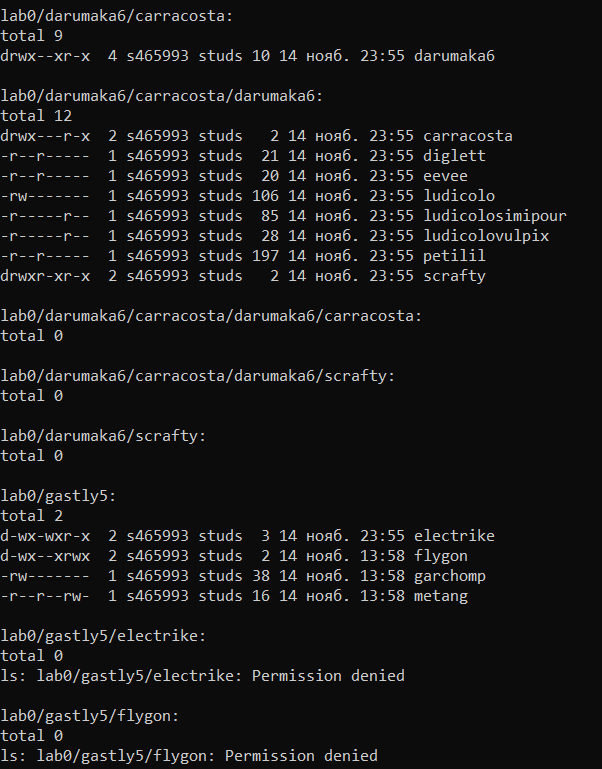 lab0/darumaka6/carracosta:
total 9
drwx--xr-x  4 s465993 studs 10 14 нояб. 23:55 darumaka6

lab0/darumaka6/carracosta/darumaka6:
total 12
drwx---r-x  2 s465993 studs   2 14 нояб. 23:55 carracosta
-r--r-----  1 s465993 studs  21 14 нояб. 23:55 diglett
-r--r-----  1 s465993 studs  20 14 нояб. 23:55 eevee
-rw-------  1 s465993 studs 106 14 нояб. 23:55 ludicolo
-r-----r--  1 s465993 studs  85 14 нояб. 23:55 ludicolosimipour
-r-----r--  1 s465993 studs  28 14 нояб. 23:55 ludicolovulpix
-r--r-----  1 s465993 studs 197 14 нояб. 23:55 petilil
drwxr-xr-x  2 s465993 studs   2 14 нояб. 23:55 scrafty

lab0/darumaka6/carracosta/darumaka6/carracosta:
total 0

lab0/darumaka6/carracosta/darumaka6/scrafty:
total 0

lab0/darumaka6/scrafty:
total 0

lab0/gastly5:
total 2
d-wx-wxr-x  2 s465993 studs  3 14 нояб. 23:55 electrike
d-wx--xrwx  2 s465993 studs  2 14 нояб. 13:58 flygon
-rw-------  1 s465993 studs 38 14 нояб. 13:58 garchomp
-r--r--rw-  1 s465993 studs 16 14 нояб. 13:58 metang

lab0/gastly5/electrike:
total 0
ls: lab0/gastly5/electrike: Permission denied

lab0/gastly5/flygon:
total 0
ls: lab0/gastly5/flygon: Permission denied